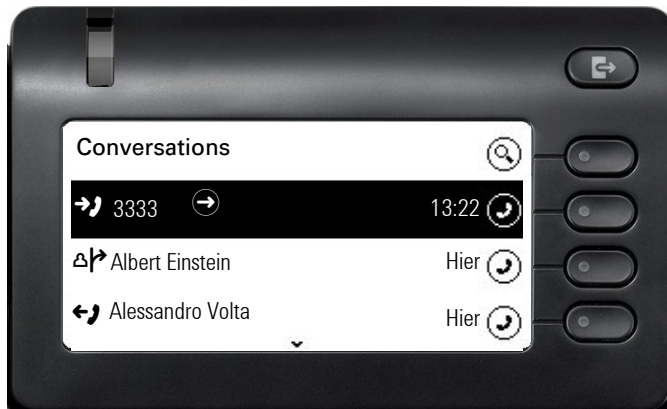 Conversations
3333 13:22
Albert Einstein Hier
Alessandro Volta Hier